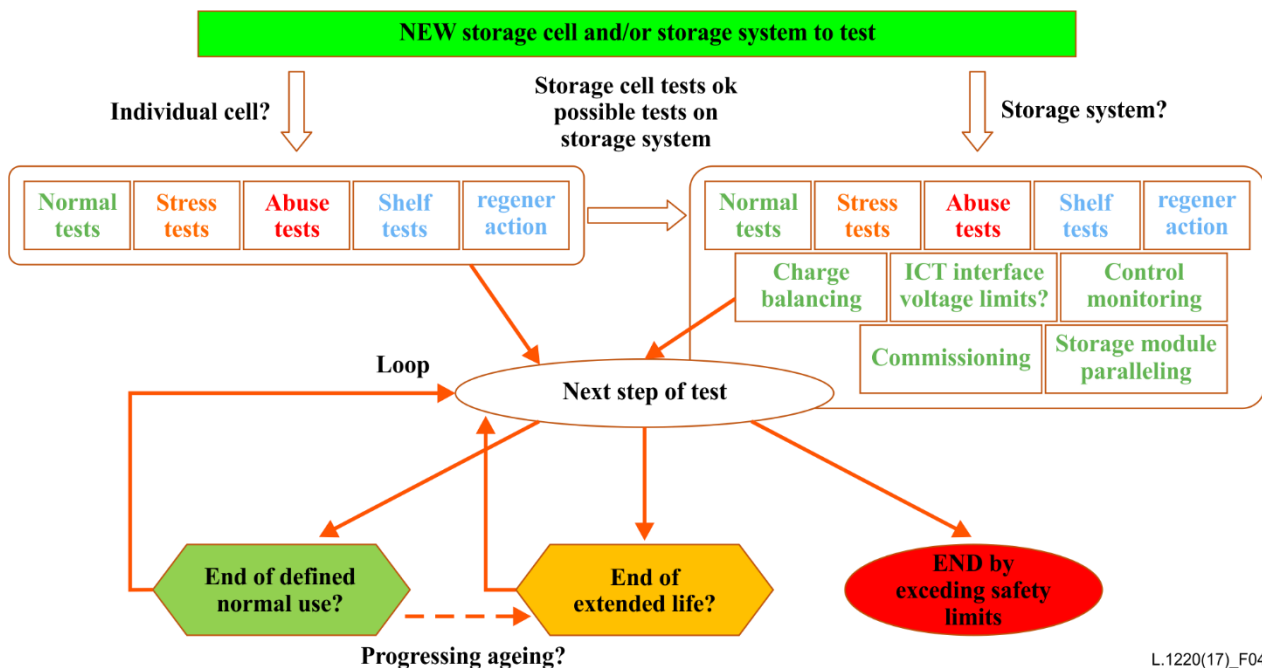 NEW storage cell and/or storage system to test
Individual cell?
Storage cell tests ok
possible tests on
storage system
Storage system?
Normal
tests
Stress
tests
Abuse
tests
Shelf
tests
regener
action
Normal
tests
Stress
tests
Abuse
tests
Shelf
tests
regener
action
Charge
balancing
ICT interface
voltage limits?
Control
monitoring
Commissioning
Storage module
paralleling
Loop
Next step of test
End of defined
normal use?
End of
extended life?
END by
exceeding safety
limits
Progressing ageing?
L.1220(17)_F04